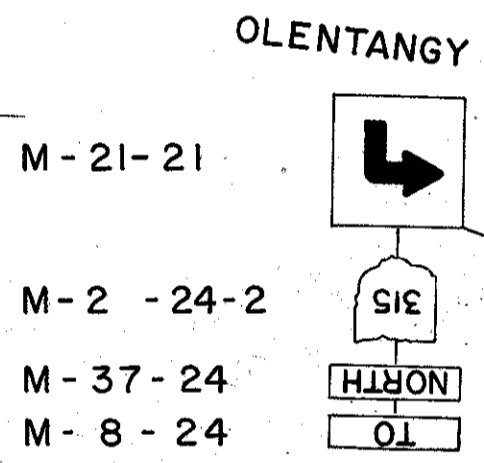 OLENTANGY
M - 21 - 21
M - 2 - 24 - 2
315
M - 37 - 24
NORTH
M - 8 - 24
TO